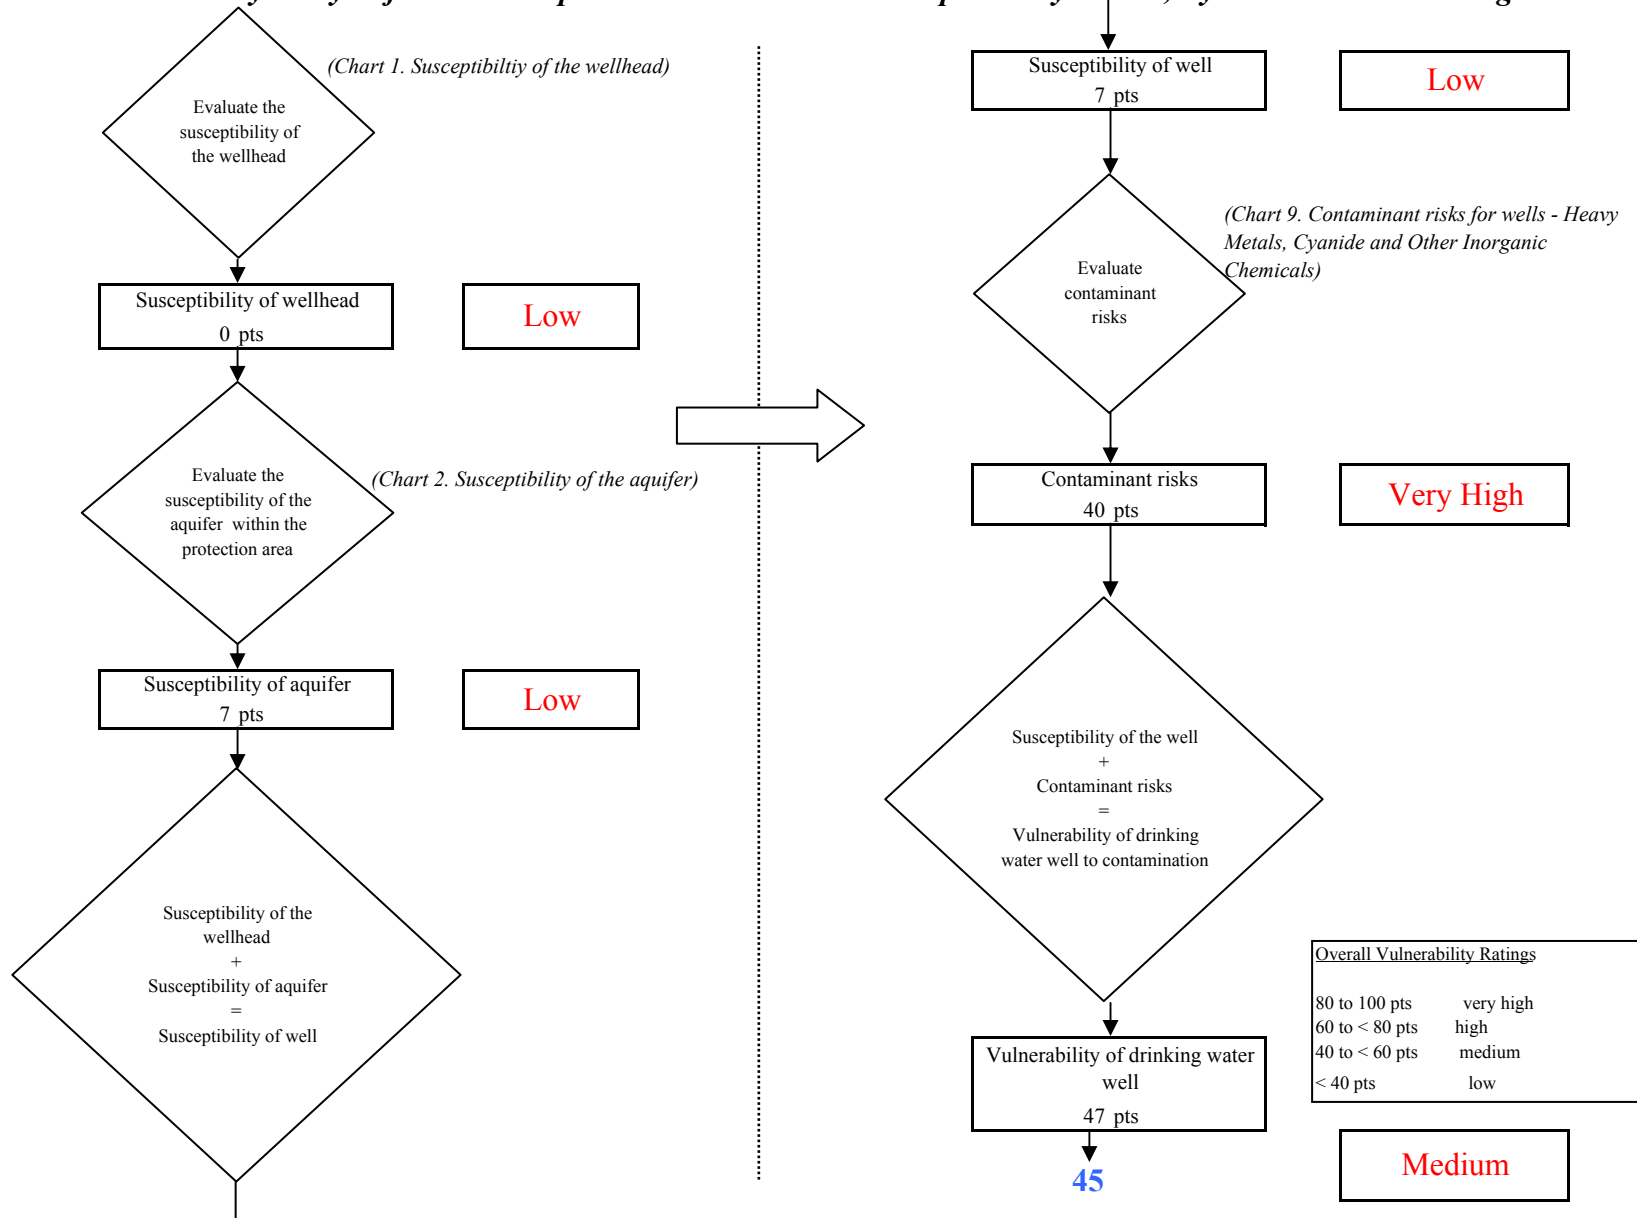 (Chart 1. Susceptibiltiy of the wellhead)
Evaluate the
susceptibility of
the wellhead
Susceptibility of wellhead
0 pts
Low
Evaluate the
susceptibility of the
aquifer within the
protection area
(Chart 2. Susceptibility of the aquifer)
Susceptibility of aquifer
7 pts
Low
Susceptibility of the
wellhead
+
Susceptibility of aquifer
=
Susceptibility of well
Susceptibility of well
7 pts
Low
(Chart 9. Contaminant risks for wells - Heavy
Metals, Cyanide and Other Inorganic
Chemicals)
Evaluate
contaminant
risks
Contaminant risks
40 pts
Very High
Susceptibility of the well
+
Contaminant risks
=
Vulnerability of drinking
water well to contamination
Overall Vulnerability Ratings
80 to 100 pts very high
60 to < 80 pts high
40 to < 60 pts medium
< 40 pts low
Vulnerability of drinking water
well
47 pts
45
Medium